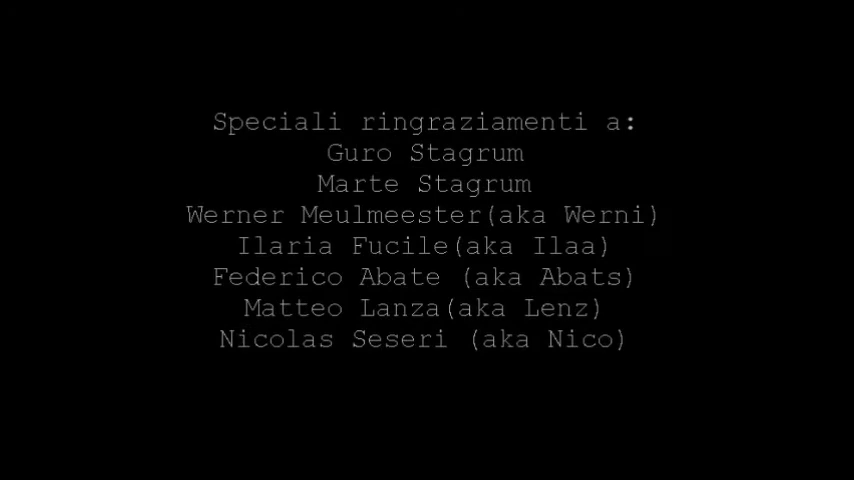 Speciali ringraziamenti a:
Guro Stagrum
Marte Stagrum
Werner Meulmeester(aka Werni)
Ilaria Fucile(aka Ilaa)
Federico Abate (aka Abats)
Matteo Lanza(aka Lenz)
Nicolas Seseri (aka Nico)